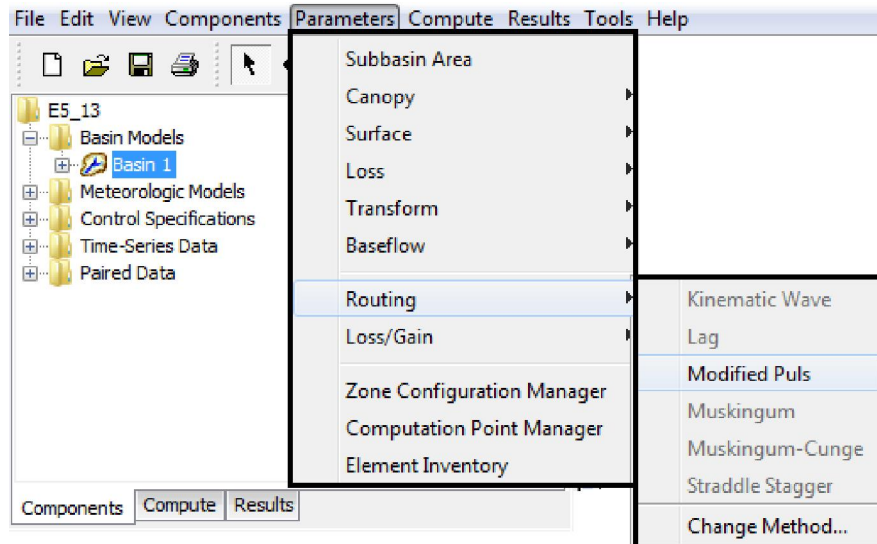 File Edit View Components Parameters Compute Results Tools Help
E5_13
Basin Models
Basin 1
Meteorologic Models
Control Specifications
Time-Series Data
Paired Data
Components Compute Results
Subbasin Area
Canopy
Surface
Loss
Transform
Baseflow
Routing
Loss/Gain
Zone Configuration Manager
Computation Point Manager
Element Inventory
Kinematic Wave
Lag
Modified Puls
Muskingum
Muskingum-Cunge
Straddle Stagger
Change Method...